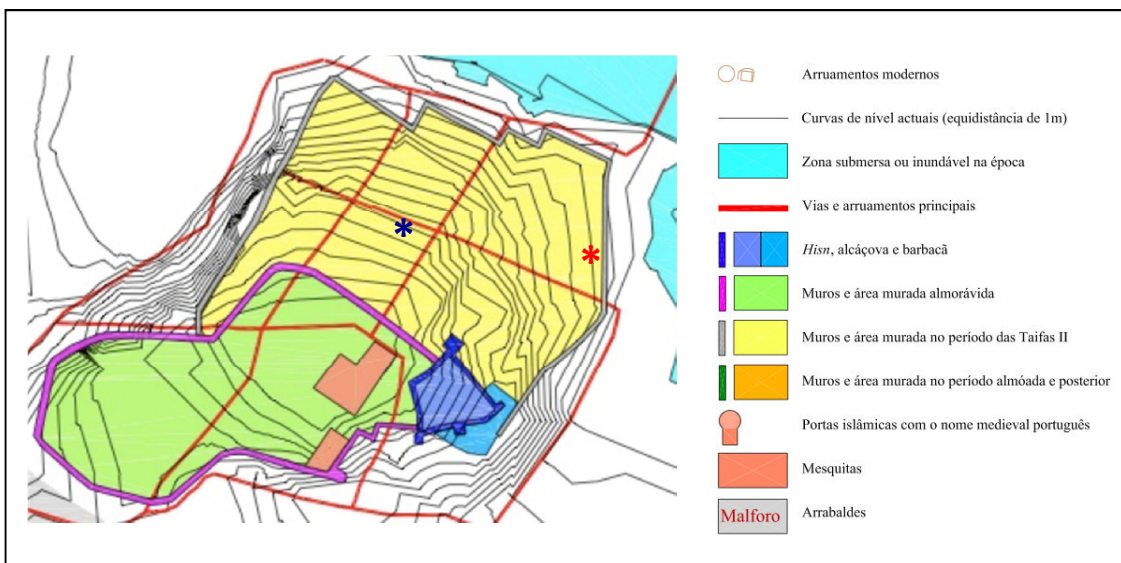 Arruamentos modernos
Curvas de nível actuais (equidistância de 1m)
Zona submersa ou inundável na época
Vias e arruamentos principais
Hisn, alcáçova e barbacã
Muros e área murada almorávida
Muros e área murada no período das Taifas II
Muros e área murada no período almóada e posterior
Portas islâmicas com o nome medieval português
Mesquitas
Malforo Arrabaldes